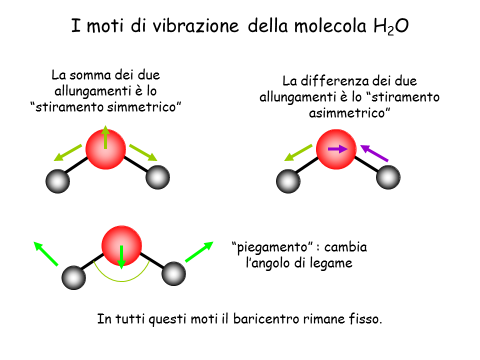 I moti di vibrazione della molecola H₂O
La somma dei due
allungamenti è lo
“stiramento simmetrico”
La differenza dei due
allungamenti è lo “stiramento
asimmetrico”
“piegamento” : cambia
l’angolo di legame
In tutti questi moti il baricentro rimane fisso.